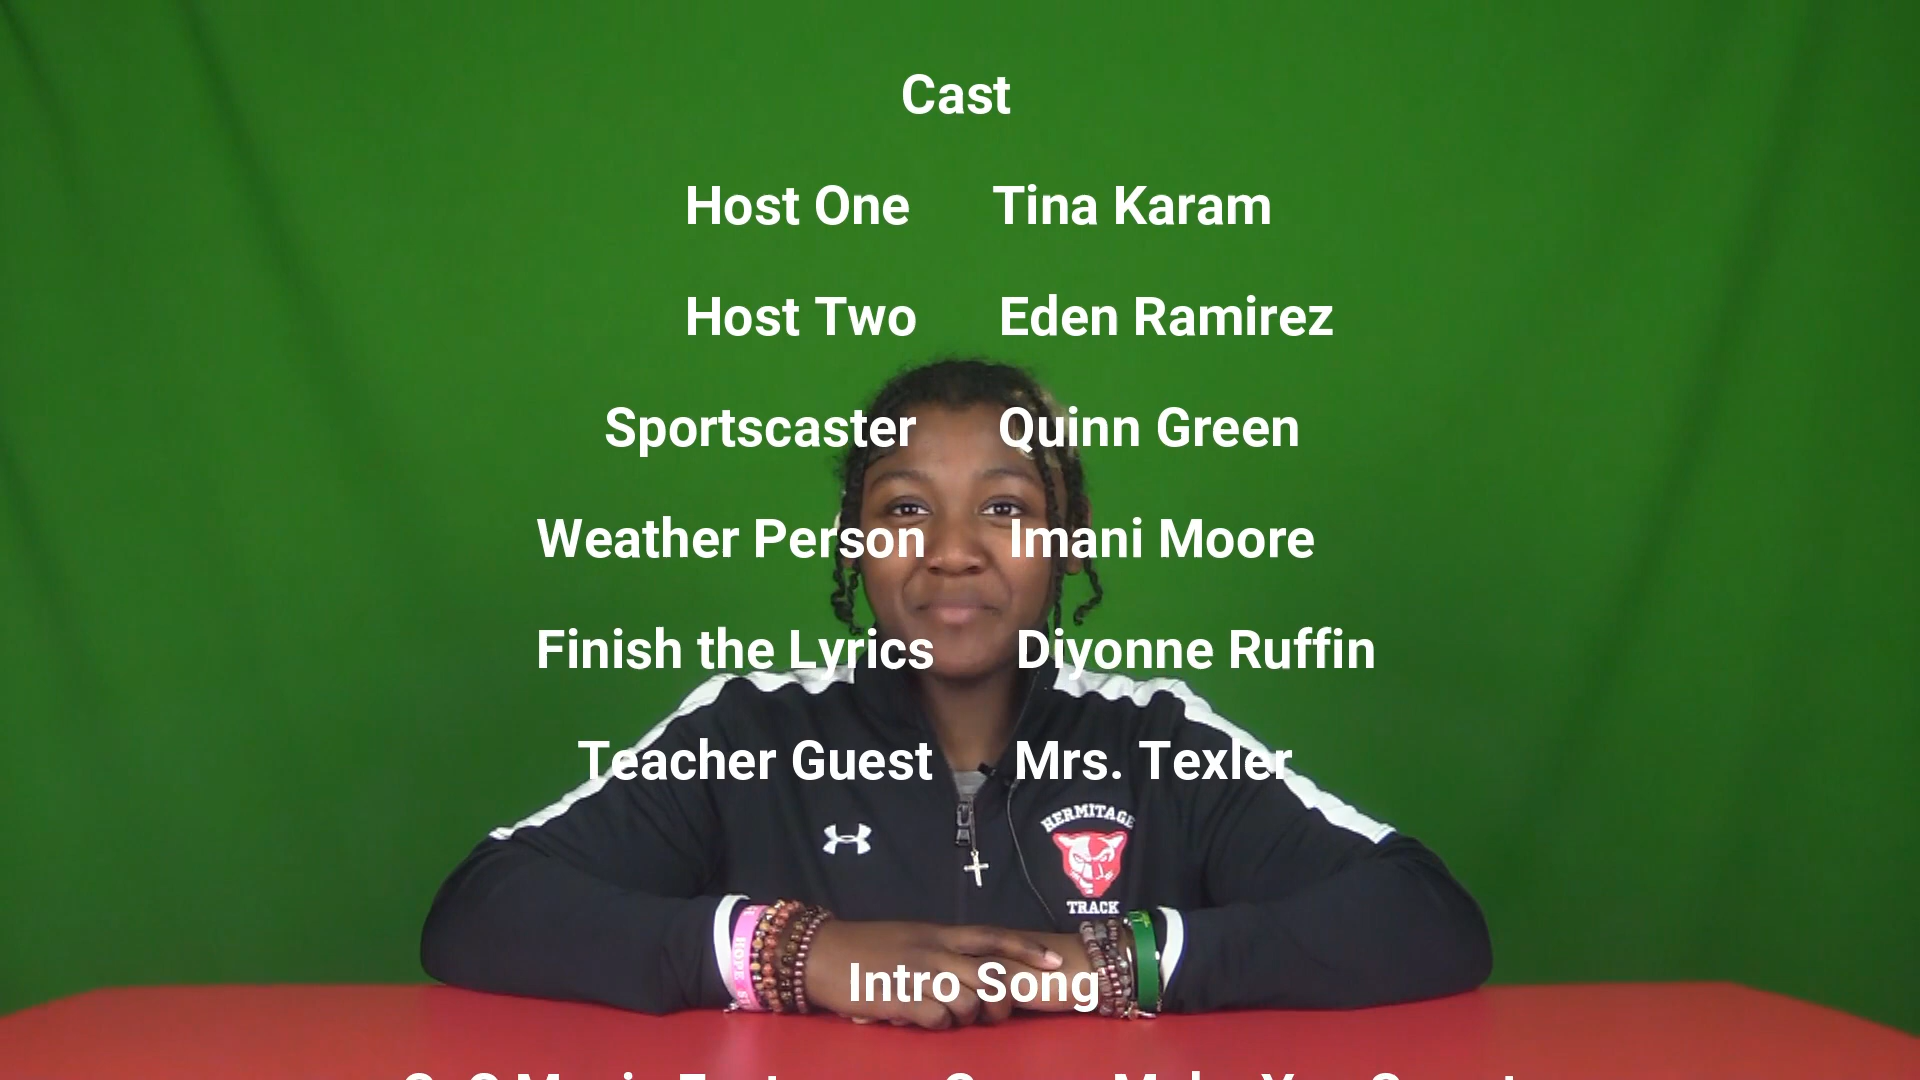 Cast
Host One Tina Karam
Host Two Eden Ramirez
Sportscaster Quinn Green
Weather Person Imani Moore
Finish the Lyrics Diyonne Ruffin
Teacher Guest Mrs. Texler
HERMITAGE
TRACK
HOPE
Intro Song